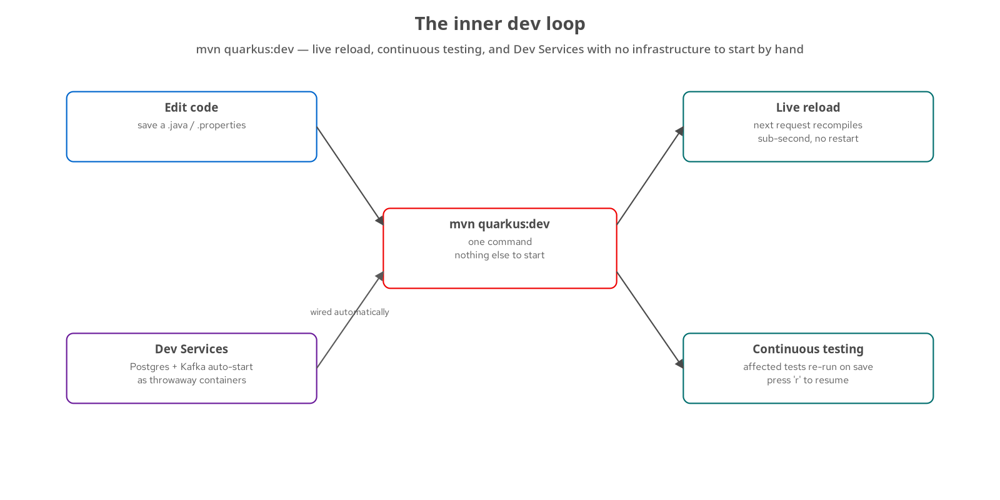 The inner dev loop
mvn quarkus:dev — live reload, continuous testing, and Dev Services with no infrastructure to start by hand
Edit code
save a .java / .properties
Live reload
next request recompiles
sub-second, no restart
mvn quarkus:dev
one command
nothing else to start
wired automatically
Dev Services
Postgres + Kafka auto-start
as throwaway containers
Continuous testing
affected tests re-run on save
press 'r' to resume